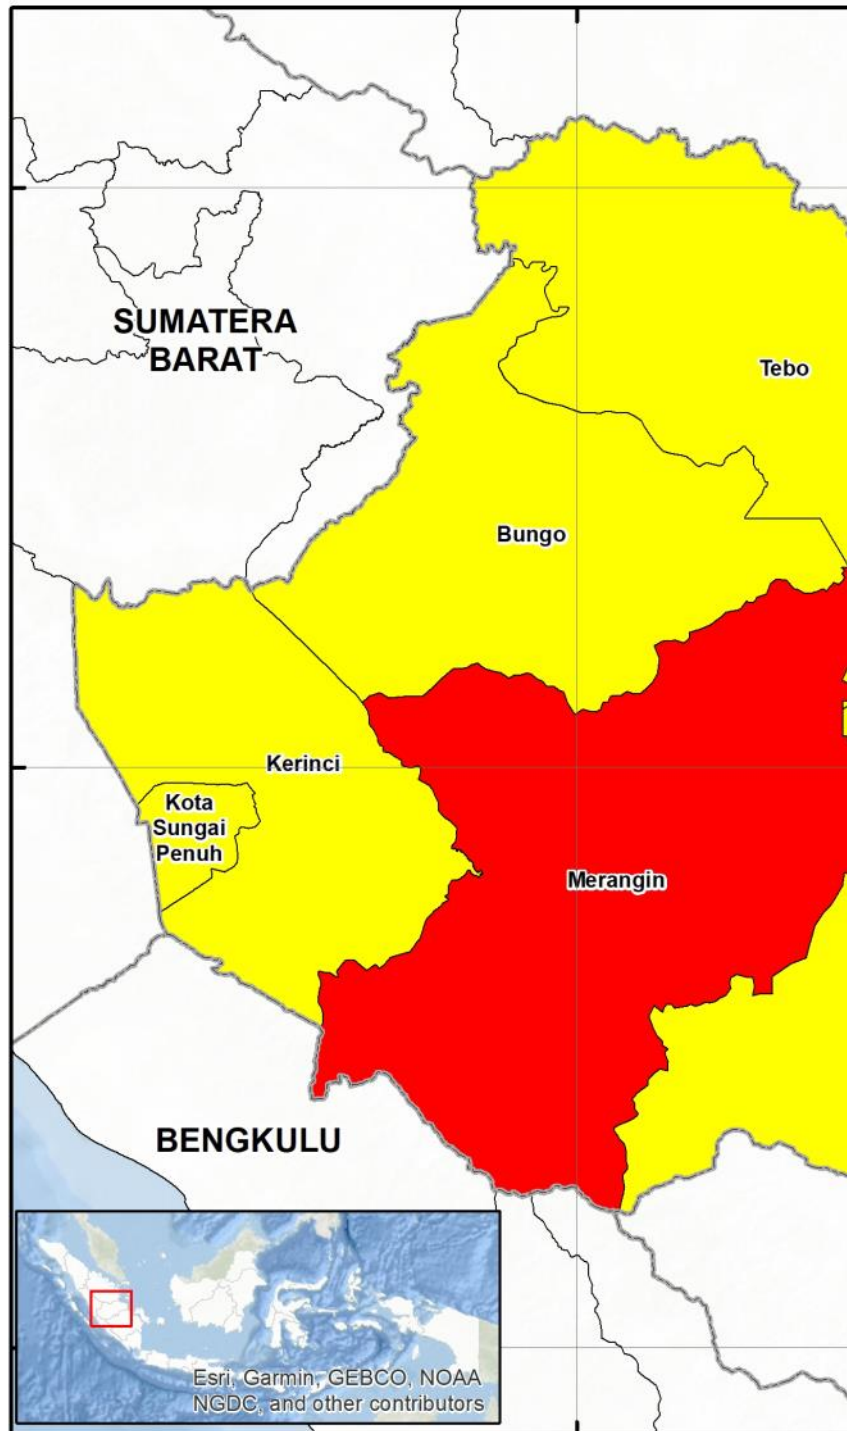 SUMATERA
BARAT
Tebo
Bungo
Kerinci
Kota
Sungai
Penuh
Merangin
BENGKULU
Esri, Garmin, GEBCO, NOAA
NGDC, and other contributors